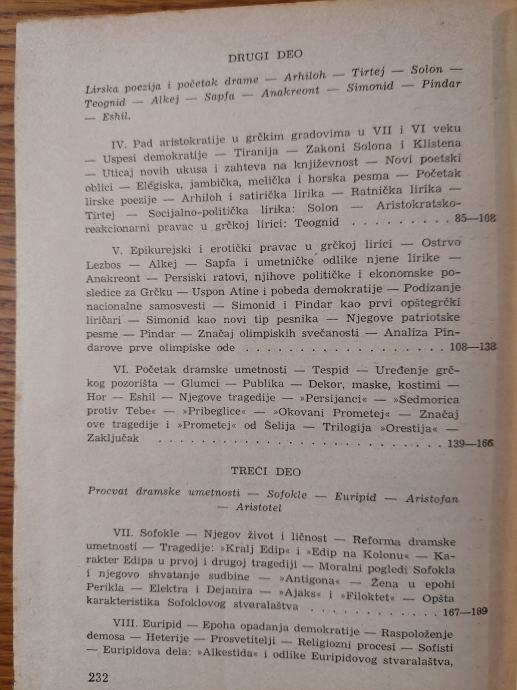 DRUGI DEO
Lirska poezija i početak drame — Arhiloh — Tirtej — Solon —
Teognid — Alkej — Sapfa — Anakreont — Simonid — Pindar
— Eshil.
IV. Pad aristokratije u grčkim gradovima u VII i VI veku
— Uspesi demokratije — Tiranija — Zakoni Solona i Klistena
— Uticaj novih ukusa i zahteva na književnost — Novi poetski
oblici — Elegiska, jambička, melička i horska pesma — Početak
lirske poezije — Arhiloh i satirička lirika — Ratnička lirika —
Tirtej — Socijalno-politička lirika: Solon — Aristokratsko-
reakcionarni pravac u grčkoj lirici: Teognid . . . . . . . . . 85—108
V. Epikurejski i erotički pravac u grčkoj lirici — Ostrvo
Lezbos — Alkej — Sapfa i umetničke odlike njene lirike —
Anakreont — Persiski ratovi, njihove političke i ekonomske po-
sledice za Grčku — Uspon Atine i pobeda demokratije — Podizanje
nacionalne samosvesti — Simonid i Pindar kao prvi opštegrčki
liričari — Simonid kao novi tip pesnika — Njegove patriotske
pesme — Pindar — Značaj olimpiskih svečanosti — Analiza Pin-
darove prve olimpiske ode . . . . . . . . . . . . . . . . . 108—138
VI. Početak dramske umetnosti — Tespid — Uređenje grč-
kog pozorišta — Glumci — Publika — Dekor, maske, kostimi —
Hor — Eshil — Njegove tragedije — »Persijanci« — »Sedmorica
protiv Tebe« — »Pribeglice« — »Okovani Prometej« — Značaj
ove tragedije i »Prometej« od Šelija — Trilogija »Orestija« —
Zaključak . . . . . . . . . . . . . . . . . . . . . . . 139—166
TREĆI DEO
Procvat dramske umetnosti — Sofokle — Euripid — Aristofan
— Aristotel
VII. Sofokle — Njegov život i ličnost — Reforma dramske
umetnosti — Tragedije: »Kralj Edip« i »Edip na Kolonu« — Ka-
rakter Edipa u prvoj i drugoj tragediji — Moralni pogledi Sofokla
i njegovo shvatanje sudbine — »Antigona« — Žena u epohi
Perikla — Elektra i Dejanira — »Ajaks« i »Filoktet« — Opšta
karakteristika Sofoklovog stvaralaštva . . . . . . . . . . . 167—189
VIII. Euripid — Epoha opadanja demokratije — Raspoloženje
demosa — Heterije — Prosvetitelji — Religiozni procesi — Sofisti
— Euripidova dela: »Alkestida« i odlike Euripidovog stvaralaštva,
232